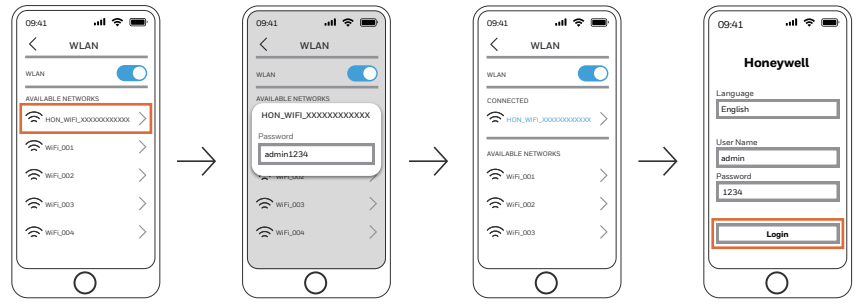 09:41
WLAN
WLAN
AVAILABLE NETWORKS
HON_WIFI_XXXXXXXXXXXX
WiFi_001
WiFi_002
WiFi_003
WiFi_004
09:41
WLAN
WLAN
AVAILABLE NETWORKS
HON_WIFI_XXXXXXXXXXXX
Password
admin1234
WiFi_002
WiFi_003
WiFi_004
09:41
WLAN
WLAN
CONNECTED
HON_WIFI_XXXXXXXXXXXX
AVAILABLE NETWORKS
WiFi_001
WiFi_002
WiFi_003
09:41
Honeywell
Language
English
User Name
admin
Password
1234
Login